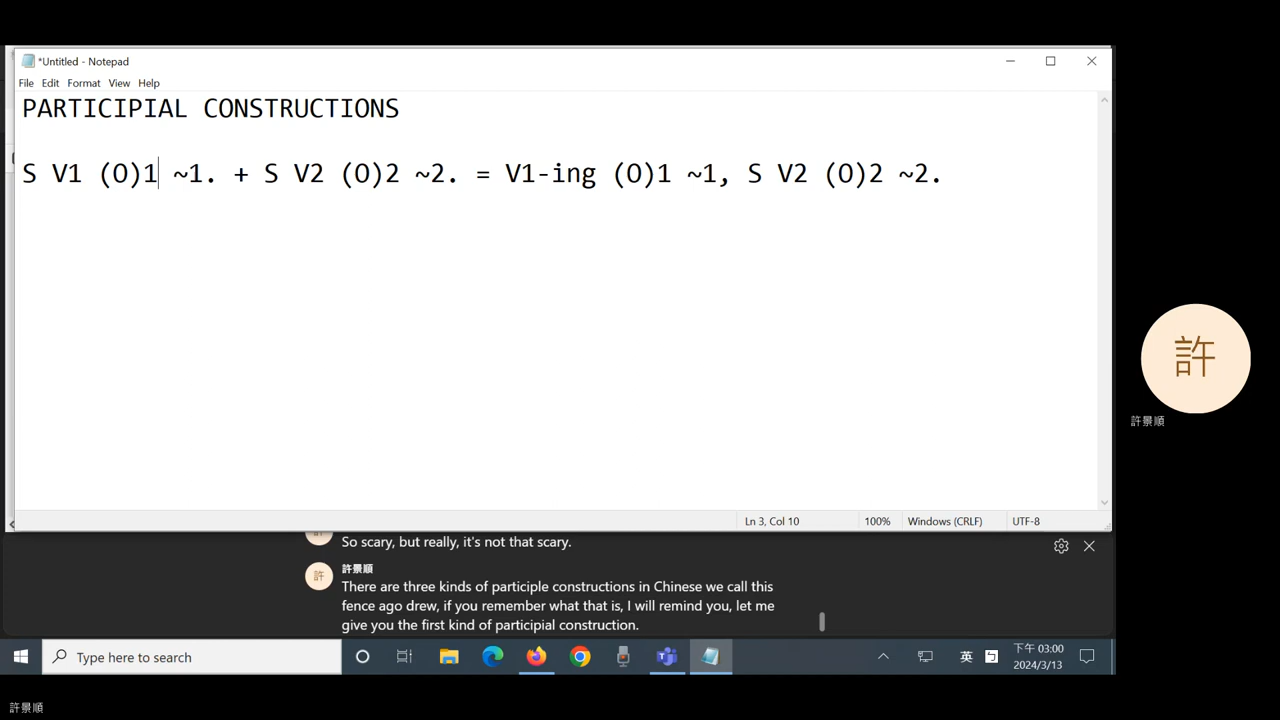 *Untitled - Notepad
File Edit Format View Help
PARTICIPIAL CONSTRUCTIONS
S V1 (O)1 ~1. + S V2 (O)2 ~2. = V1-ing (O)1 ~1, S V2 (O)2 ~2.
許
許景順
Ln 3, Col 10 100% Windows (CRLF) UTF-8
So scary, but really, it's not that scary.
許
許景順
There are three kinds of participle constructions in Chinese we call this
fence ago drew, if you remember what that is, I will remind you, let me
give you the first kind of participial construction.
Type here to search
英
下午 03:00
2024/3/13
許景順